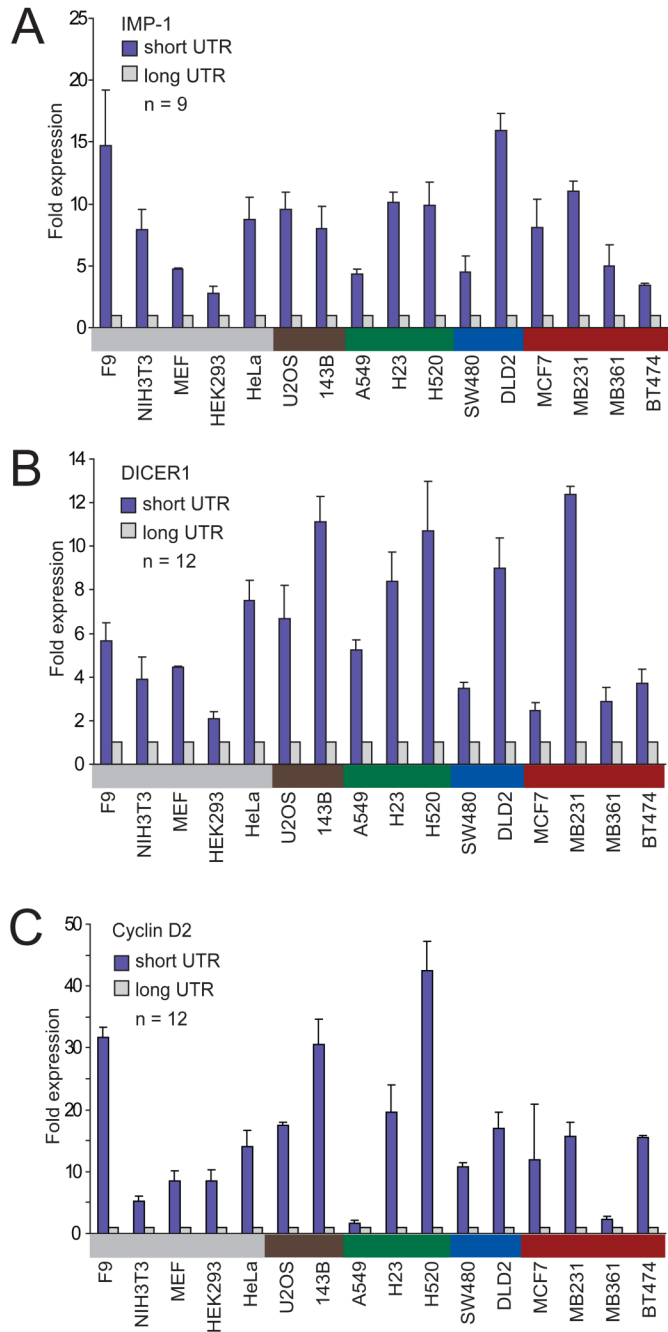 A
IMP-1
short UTR
long UTR
n = 9
Fold expression
25
20
15
10
5
0
F9
NIH3T3
MEF
HEK293
HeLa
U2OS
143B
A549
H23
H520
SW480
DLD2
MCF7
MB231
MB361
BT474
B
DICER1
short UTR
long UTR
n = 12
Fold expression
14
12
10
8
6
4
2
0
F9
NIH3T3
MEF
HEK293
HeLa
U2OS
143B
A549
H23
H520
SW480
DLD2
MCF7
MB231
MB361
BT474
C
Cyclin D2
short UTR
long UTR
n = 12
Fold expression
50
40
30
20
10
0
F9
NIH3T3
MEF
HEK293
HeLa
U2OS
143B
A549
H23
H520
SW480
DLD2
MCF7
MB231
MB361
BT474